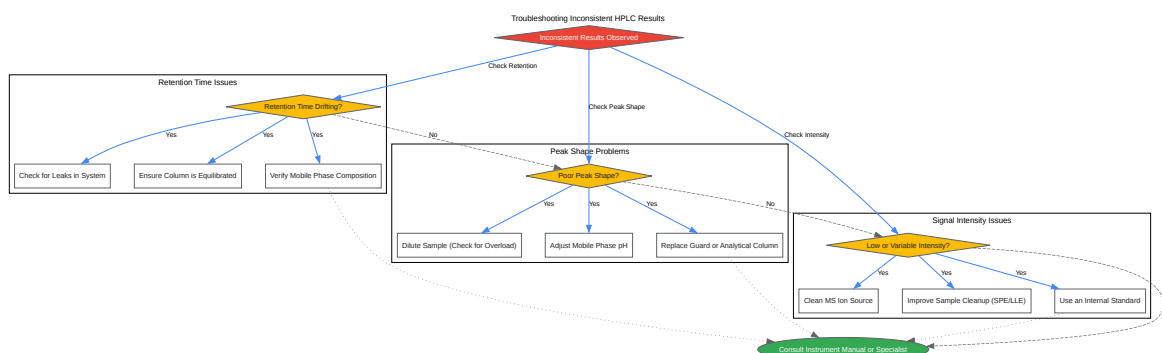 Troubleshooting Inconsistent HPLC Results
Inconsistent Results Observed
Check Retention
Check Peak Shape
Check Intensity
Retention Time Issues
Retention Time Drifting?
Yes
Yes
Yes
No
Check for Leaks in System
Ensure Column is Equilibrated
Verify Mobile Phase Composition
Peak Shape Problems
Poor Peak Shape?
Yes
Yes
Yes
No
Dilute Sample (Check for Overload)
Adjust Mobile Phase pH
Replace Guard or Analytical Column
Signal Intensity Issues
Low or Variable Intensity?
Yes
Yes
Yes
Clean MS Ion Source
Improve Sample Cleanup (SPE/LLE)
Use an Internal Standard
Consult Instrument Manual or Specialist